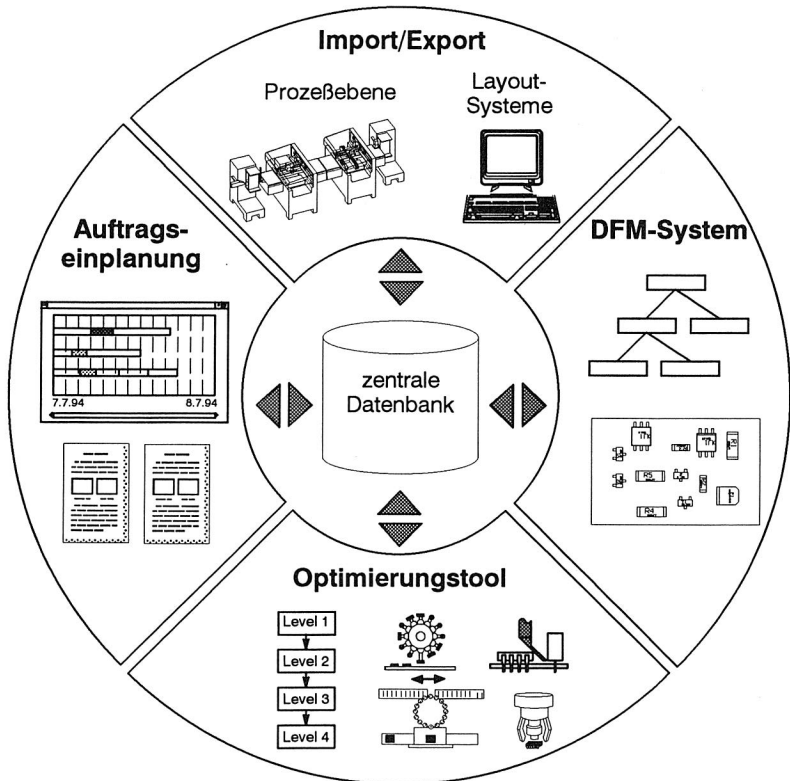 Import/Export
Prozeßebene
Layout-
Systeme
Auftrags-
einplanung
7.7.94
8.7.94
DFM-System
R5
R4
zentrale
Datenbank
Optimierungstool
Level 1
Level 2
Level 3
Level 4